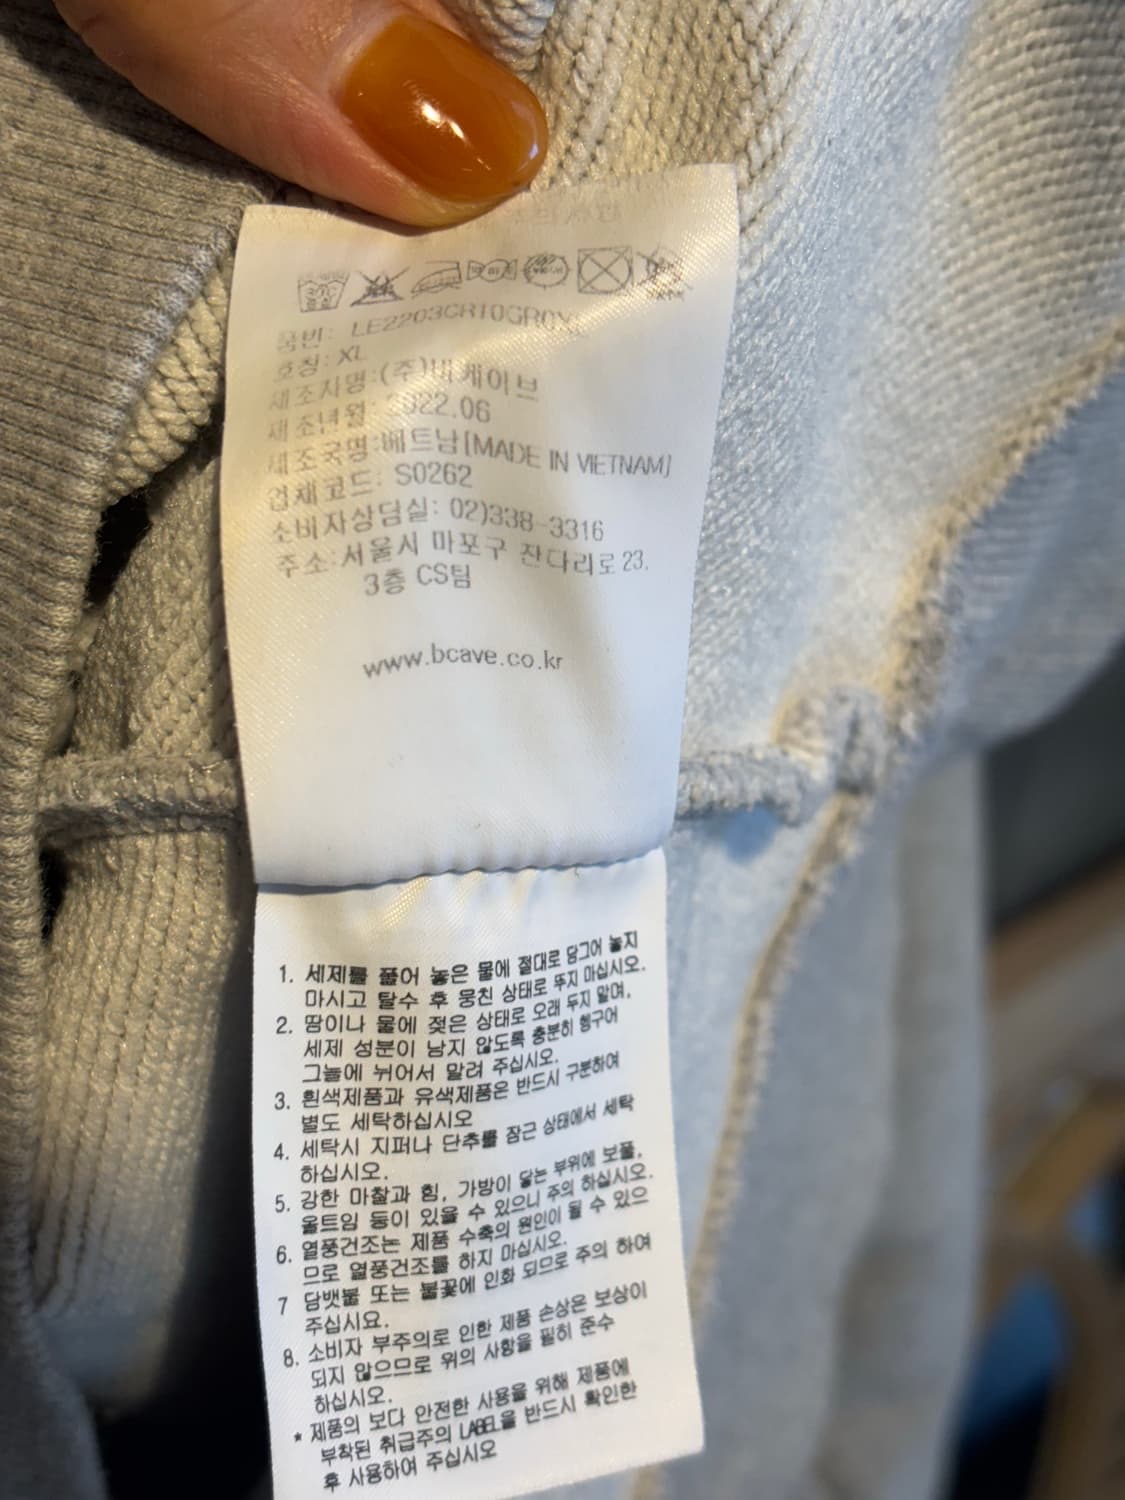 품번: LE2203CR10GR0XL
호칭: XL
제조자명:(주)비케이브
제조년월: 2022.06
제조국명:베트남[MADE IN VIETNAM]
업체코드: S0262
소비자상담실: 02)338-3316
주소:서울시 마포구 잔다리로 23.
3층 CS팀
www.bcave.co.kr
1. 세제를 풀어 놓은 물에 절대로 담그어 놓지
마시고 탈수 후 뭉친 상태로 두지 마십시오.
2. 땀이나 물에 젖은 상태로 오래 두지 말며,
세제 성분이 남지 않도록 충분히 헹구어
그늘에 뉘어서 말려 주십시오.
3. 흰색제품과 유색제품은 반드시 구분하여
별도 세탁하십시오
4. 세탁시 지퍼나 단추를 잠근 상태에서 세탁
하십시오.
5. 강한 마찰과 힘, 가방이 닿는 부위에 보풀,
올트임 등이 있을 수 있으니 주의 하십시오.
6. 열풍건조는 제품 수축의 원인이 될 수 있으
므로 열풍건조를 하지 마십시오.
7 담뱃불 또는 불꽃에 인화 되므로 주의 하여
주십시요.
8. 소비자 부주의로 인한 제품 손상은 보상이
되지 않으므로 위의 사항을 필히 준수
하십시오.
* 제품의 보다 안전한 사용을 위해 제품에
부착된 취급주의 LABEL을 반드시 확인한
후 사용하여 주십시오